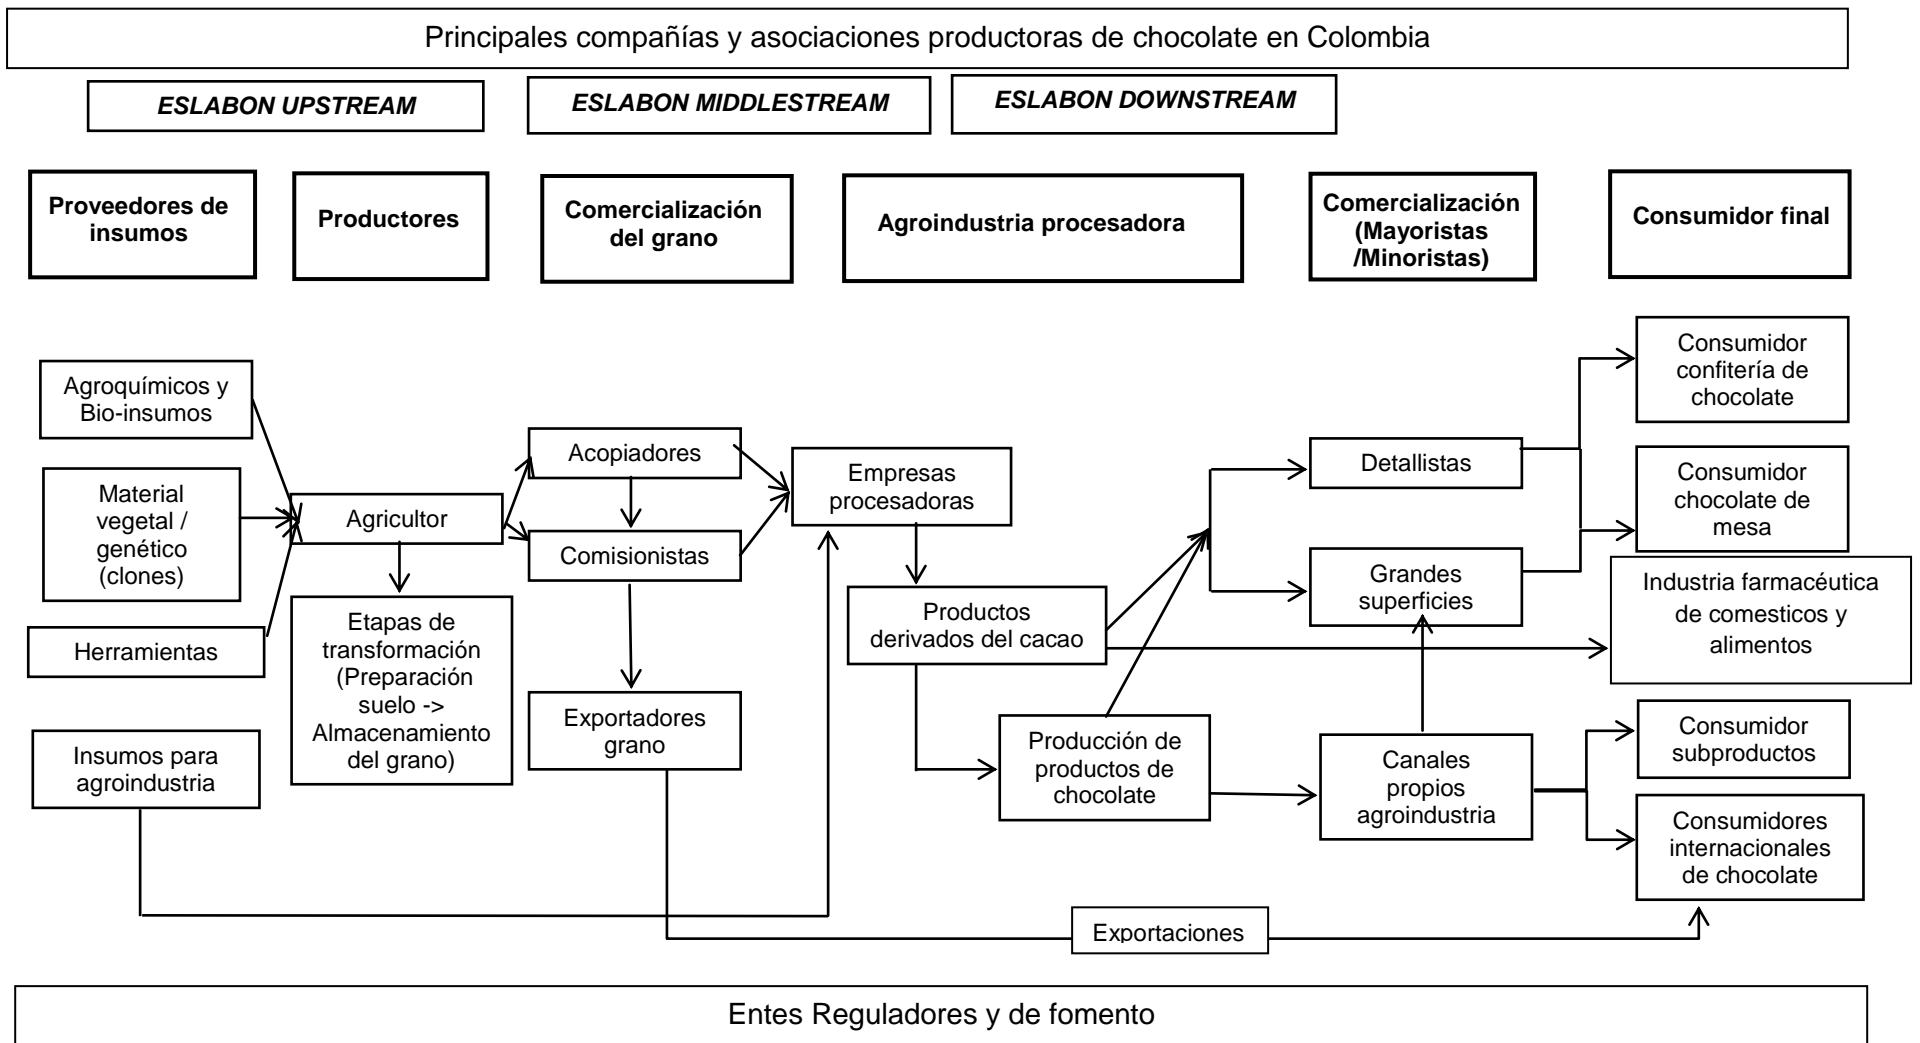 Principales compañías y asociaciones productoras de chocolate en Colombia
ESLABON UPSTREAM
ESLABON MIDDLESTREAM
ESLABON DOWNSTREAM
Proveedores de
insumos
Productores
Comercialización
del grano
Agroindustria procesadora
Comercialización
(Mayoristas
/Minoristas)
Consumidor final
Agroquímicos y
Bio-insumos
Material
vegetal /
genético
(clones)
Herramientas
Insumos para
agroindustria
Agricultor
Etapas de
transformación
(Preparación
suelo ->
Almacenamiento
del grano)
Acopiadores
Comisionistas
Exportadores
grano
Empresas
procesadoras
Productos
derivados del cacao
Producción de
productos de
chocolate
Detallistas
Grandes
superficies
Canales
propios
agroindustria
Consumidor
confitería de
chocolate
Consumidor
chocolate de
mesa
Industria farmacéutica
de comesticos y
alimentos
Consumidor
subproductos
Consumidores
internacionales
de chocolate
Exportaciones
Entes Reguladores y de fomento